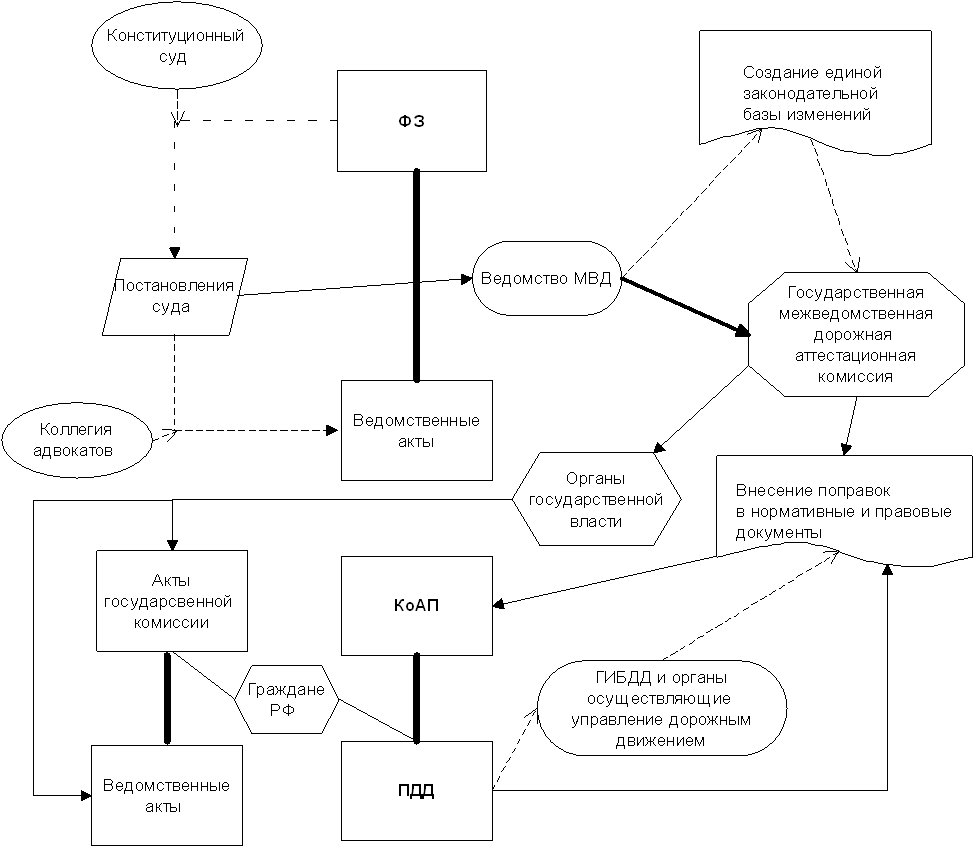 Конституционный
суд
ФЗ
Создание единой
законодательной
базы изменений
Постановления
суда
Ведомство МВД
Государственная
межведомственная
дорожная
аттестационная
комиссия
Коллегия
адвокатов
Ведомственные
акты
Органы
государственной
власти
Внесение поправок
в нормативные и правовые
документы
Акты
государсвенной
комиссии
КоАП
Граждане
РФ
ГИБДД и органы
осуществляющие
управление дорожным
движением
Ведомственные
акты
ПДД